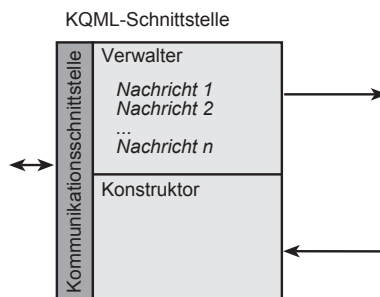 KQML-Schnittstelle
Kommunikationsschnittstelle
Verwalter
Nachricht 1
Nachricht 2
...
Nachricht n
Konstruktor